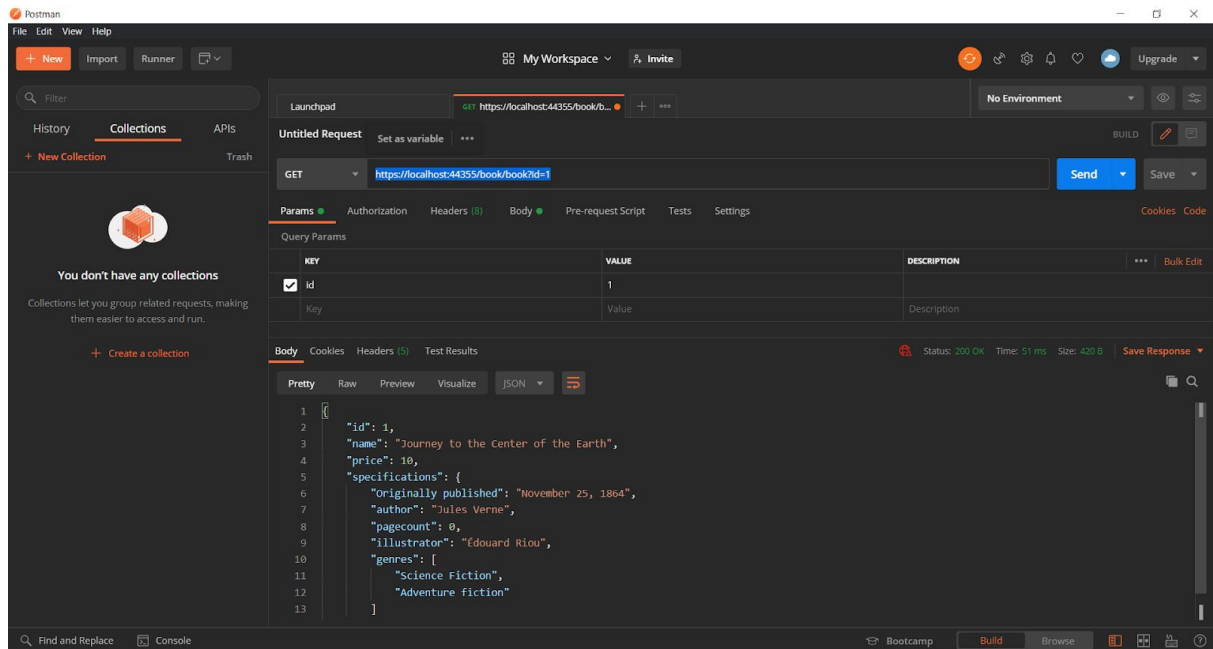 Postman
File Edit View Help
+ New Import Runner My Workspace Invite Upgrade
Filter
Launchpad GET https://localhost:44355/book/b... + ••• No Environment
History Collections APIs
Untitled Request Set as variable ••• BUILD
+ New Collection Trash
GET https://localhost:44355/book/book?id=1 Send Save
Params Authorization Headers (8) Body Pre-request Script Tests Settings Cookies Code
Query Params
KEY VALUE DESCRIPTION ••• Bulk Edit
id 1
Key Value Description
You don't have any collections
Collections let you group related requests, making
them easier to access and run.
+ Create a collection
Body Cookies Headers (5) Test Results Status: 200 OK Time: 51 ms Size: 420 B Save Response
Pretty Raw Preview Visualize JSON
1 {
2 "id": 1,
3 "name": "Journey to the Center of the Earth",
4 "price": 10,
5 "specifications": {
6 "Originally published": "November 25, 1864",
7 "author": "Jules Verne",
8 "pagecount": 0,
9 "illustrator": "Édouard Riou",
10 "genres": [
11 "Science Fiction",
12 "Adventure fiction"
13 ]
Find and Replace Console Bootcamp Build Browse